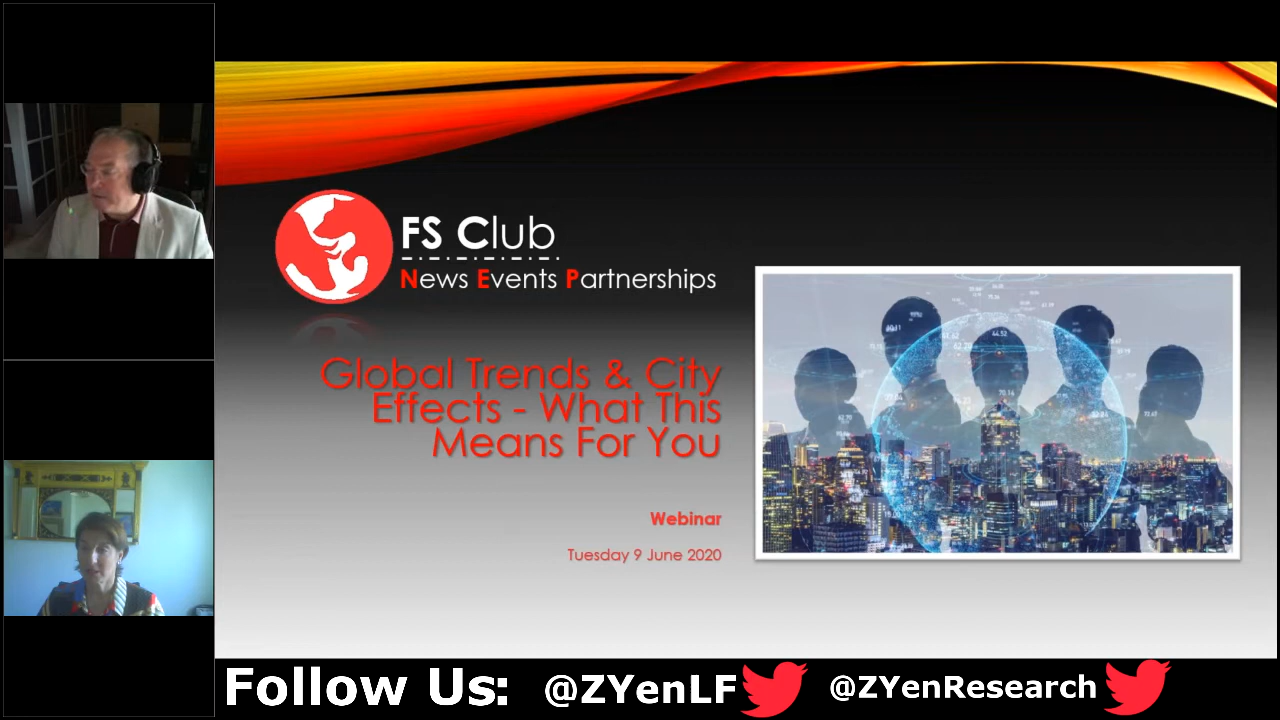 FS Club
News Events Partnerships
Global Trends & City
Effects - What This
Means For You
Webinar
Tuesday 9 June 2020
Follow Us: @ZYenLF @ZYenResearch